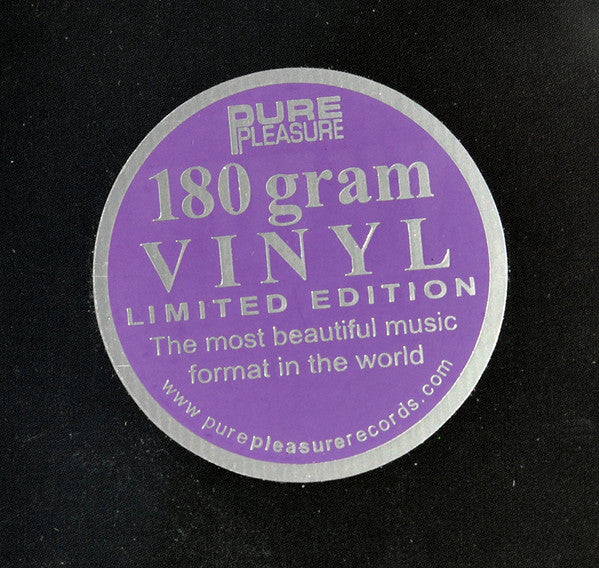 PURE
PLEASURE
180 gram
VINYL
LIMITED EDITION
The most beautiful music
format in the world
www.purepleasurerecords.com